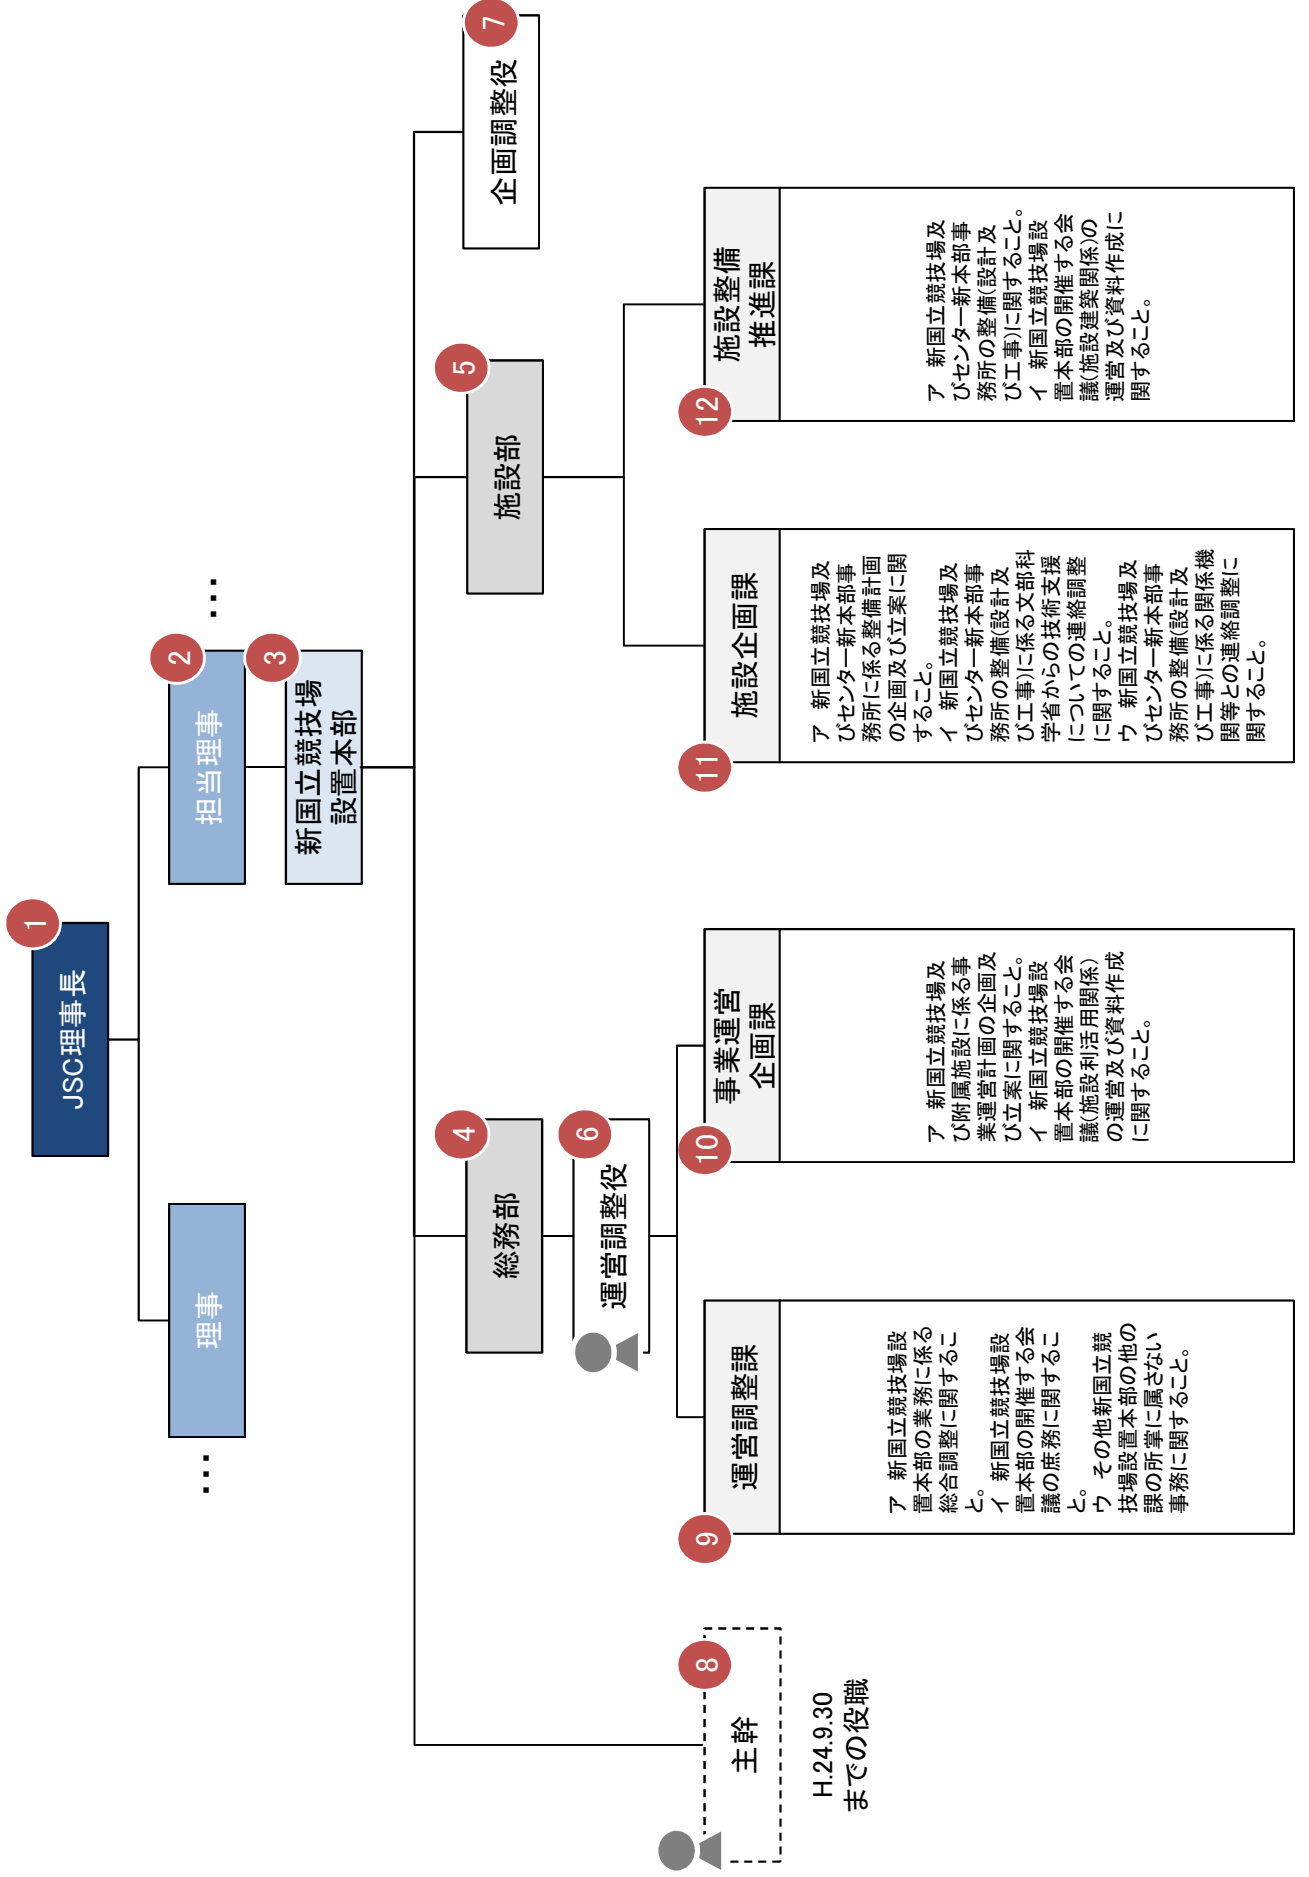 1
JSC理事長
…
理事
2
担当理事
…
3
新国立競技場
設置本部
4
総務部
5
施設部
7
企画調整役
6
運営調整役
8
主幹
H.24.9.30
までの役職
9
運営調整課
ア 新国立競技場設
置本部の業務に係る
総合調整に関するこ
と。
イ 新国立競技場設
置本部の開催する会
議の庶務に関するこ
と。
ウ その他新国立競
技場設置本部の他の
課の所掌に属さない
事務に関すること。
10
事業運営
企画課
ア 新国立競技場及
び附属施設に係る事
業運営計画の企画及
び立案に関すること。
イ 新国立競技場設
置本部の開催する会
議(施設利活用関係)
の運営及び資料作成
に関すること。
11
施設企画課
ア 新国立競技場及
びセンター新本部事
務所に係る整備計画
の企画及び立案に関
すること。
イ 新国立競技場及
びセンター新本部事
務所の整備(設計及
び工事)に係る文部科
学省からの技術支援
についての連絡調整
に関すること。
ウ 新国立競技場及
びセンター新本部事
務所の整備(設計及
び工事)に係る関係機
関等との連絡調整に
関すること。
12
施設整備
推進課
ア 新国立競技場及
びセンター新本部事
務所の整備(設計及
び工事)に関すること。
イ 新国立競技場設
置本部の開催する会
議(施設建築関係)の
運営及び資料作成に
関すること。